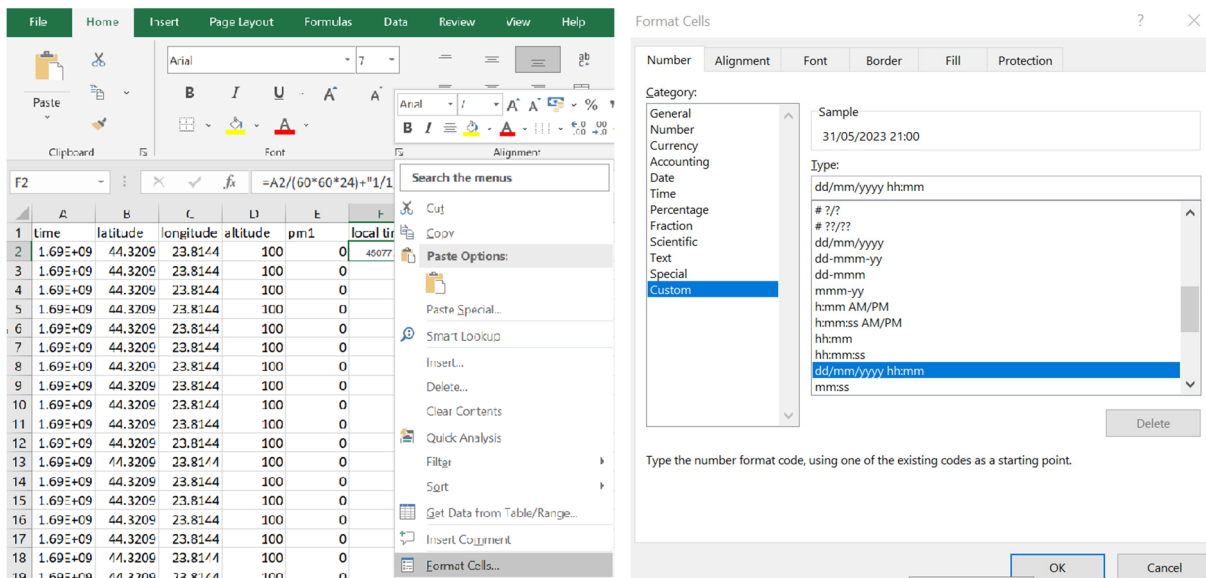 File Home Insert Page Layout Formulas Data Review View Help
Paste
Arial 7
B I U A A
Clipboard Font Alignment
Arial A A %
B I A
F2 fx =A2/(60*60*24)+"1/1
A B C D E F
1 time latitude longitude altitude pm1 local tim
2 1.69E+09 44.3209 23.8144 100 0 45077.
3 1.69E+09 44.3209 23.8144 100 0
4 1.69E+09 44.3209 23.8144 100 0
5 1.69E+09 44.3209 23.8144 100 0
6 1.69E+09 44.3209 23.8144 100 0
7 1.69E+09 44.3209 23.8144 100 0
8 1.69E+09 44.3209 23.8144 100 0
9 1.69E+09 44.3209 23.8144 100 0
10 1.69E+09 44.3209 23.8144 100 0
11 1.69E+09 44.3209 23.8144 100 0
12 1.69E+09 44.3209 23.8144 100 0
13 1.69E+09 44.3209 23.8144 100 0
14 1.69E+09 44.3209 23.8144 100 0
15 1.69E+09 44.3209 23.8144 100 0
16 1.69E+09 44.3209 23.8144 100 0
17 1.69E+09 44.3209 23.8144 100 0
18 1.69E+09 44.3209 23.8144 100 0
19 1.69E+09 44.3209 23.8144 100 0
Search the menus
Cut
Copy
Paste Options:
Paste Special...
Smart Lookup
Insert...
Delete...
Clear Contents
Quick Analysis
Filter
Sort
Get Data from Table/Range...
Insert Comment
Format Cells...
Format Cells ?
Number Alignment Font Border Fill Protection
Category:
General
Number
Currency
Accounting
Date
Time
Percentage
Fraction
Scientific
Text
Special
Custom
Sample
31/05/2023 21:00
Type:
dd/mm/yyyy hh:mm
# ?/?
# ??/??
dd/mm/yyyy
dd-mmm-yy
dd-mmm
mmm-yy
h:mm AM/PM
h:mm:ss AM/PM
hh:mm
hh:mm:ss
dd/mm/yyyy hh:mm
mm:ss
Delete
Type the number format code, using one of the existing codes as a starting point.
OK Cancel